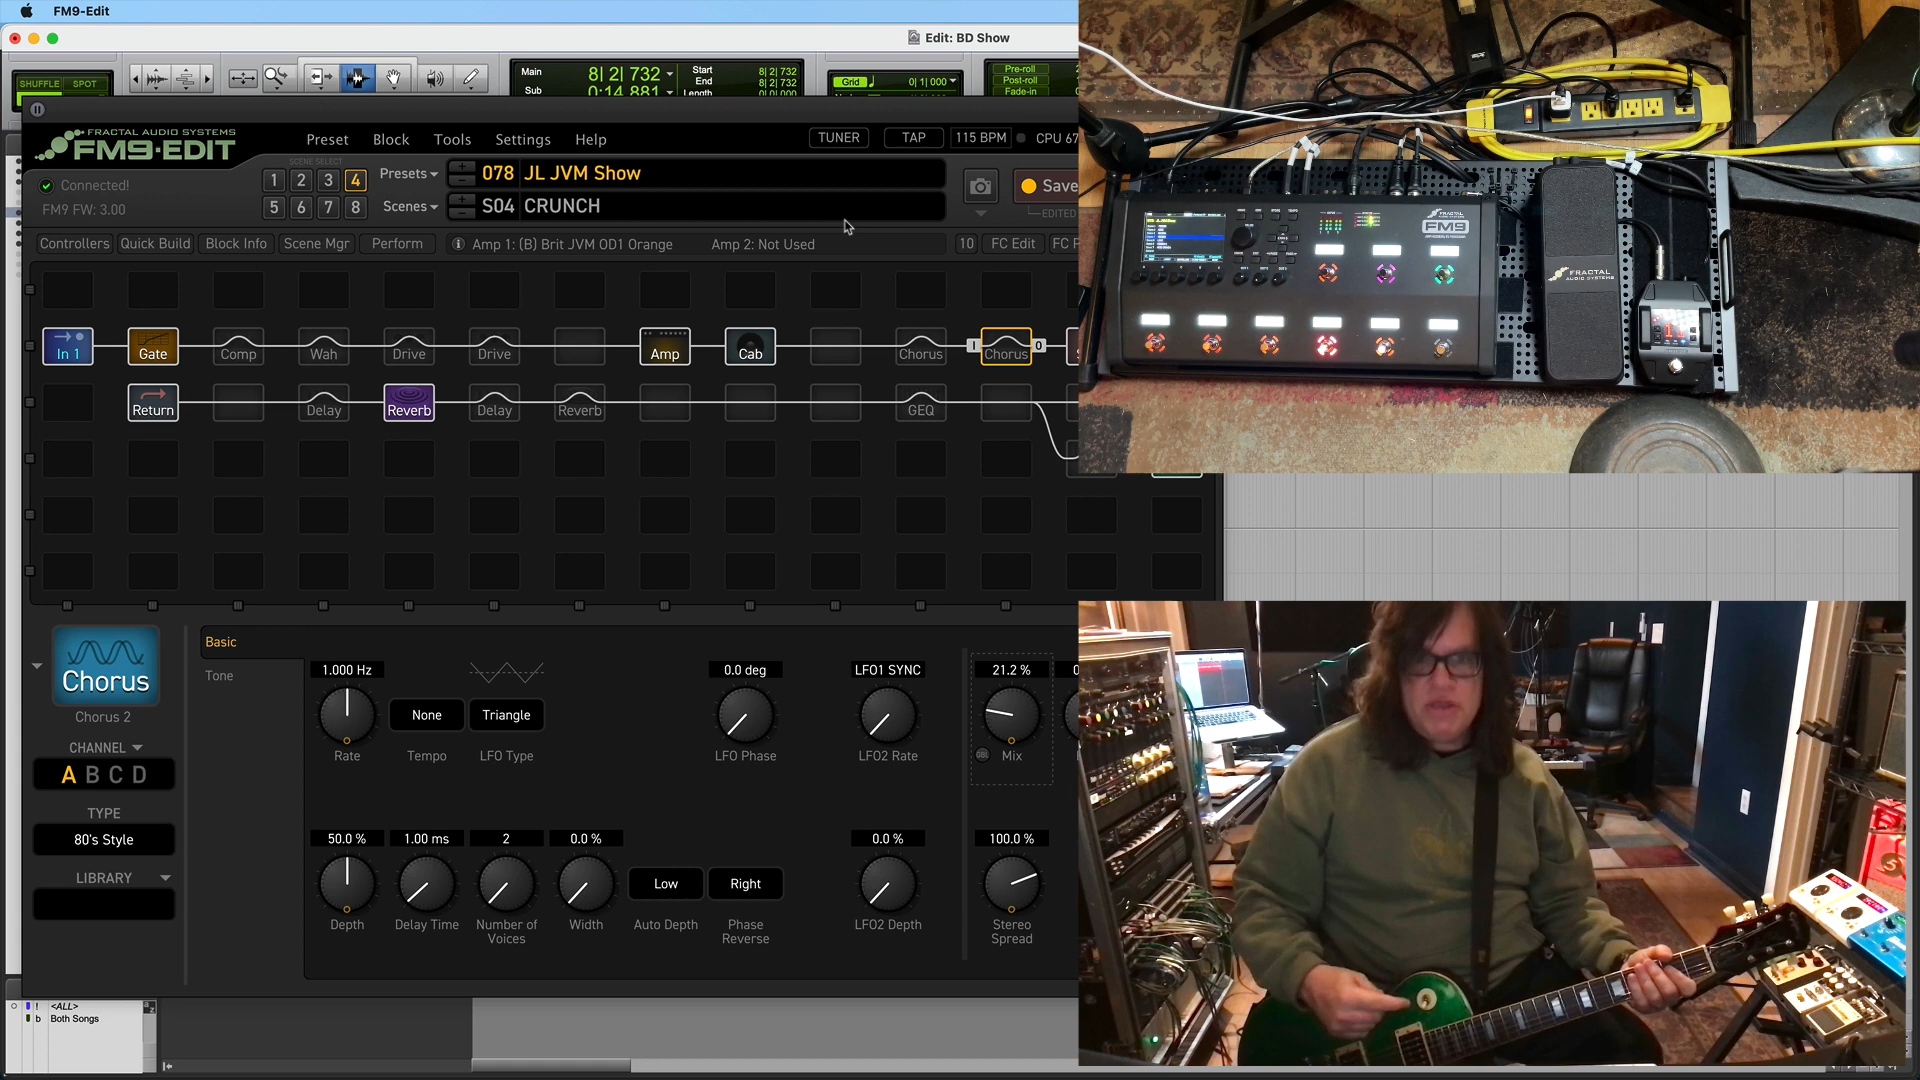 FM9-Edit
Edit: BD Show
SHUFFLE SPOT
Main 8| 2| 732
Sub 0:14.881
Start 8| 2| 732
End 8| 2| 732
Length
Grid 0| 1| 000
Pre-roll
Post-roll
Fade-in
FRACTAL AUDIO SYSTEMS
FM9-EDIT
Preset Block Tools Settings Help
TUNER TAP 115 BPM CPU 67
Connected!
FM9 FW: 3.00
SCENE SELECT
1 2 3 4
5 6 7 8
Presets 078 JL JVM Show
Scenes S04 CRUNCH
Save
EDITED
Controllers Quick Build Block Info Scene Mgr Perform
Amp 1: (B) Brit JVM OD1 Orange Amp 2: Not Used
10 FC Edit FC P
In 1 Gate Comp Wah Drive Drive Amp Cab Chorus I Chorus O
Return Delay Reverb Delay Reverb GEQ
Chorus
Chorus 2
CHANNEL
A B C D
TYPE
80's Style
LIBRARY
Basic
Tone
1.000 Hz 0.0 deg LFO1 SYNC 21.2 %
None Triangle
Rate Tempo LFO Type LFO Phase LFO2 Rate Mix
50.0 % 1.00 ms 2 0.0 % 0.0 % 100.0 %
Low Right
Depth Delay Time Number of Voices Width Auto Depth Phase Reverse LFO2 Depth Stereo Spread
! <ALL>
b Both Songs
FRACTAL
AUDIO SYSTEMS
FM9